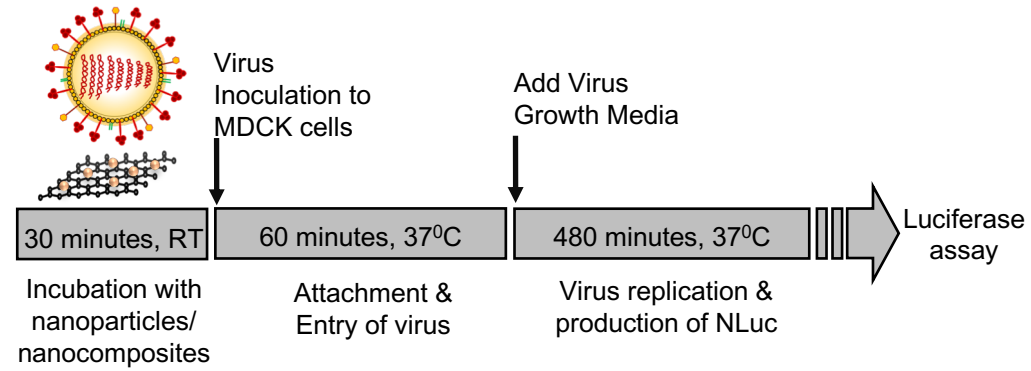 Virus
Inoculation to
MDCK cells
Add Virus
Growth Media
30 minutes, RT
60 minutes, 37⁰C
480 minutes, 37⁰C
Luciferase
assay
Incubation with
nanoparticles/
nanocomposites
Attachment &
Entry of virus
Virus replication &
production of NLuc